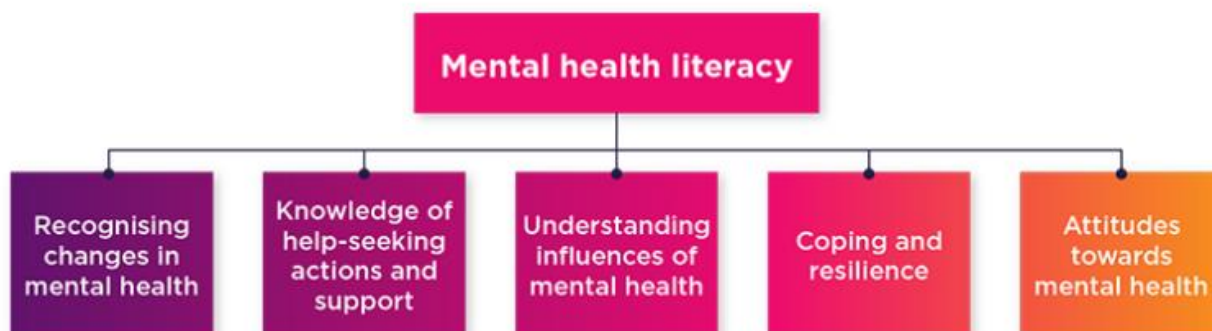 Mental health literacy
Recognising
changes in
mental health
Knowledge of
help-seeking
actions and
support
Understanding
influences of
mental health
Coping and
resilience
Attitudes
towards
mental health